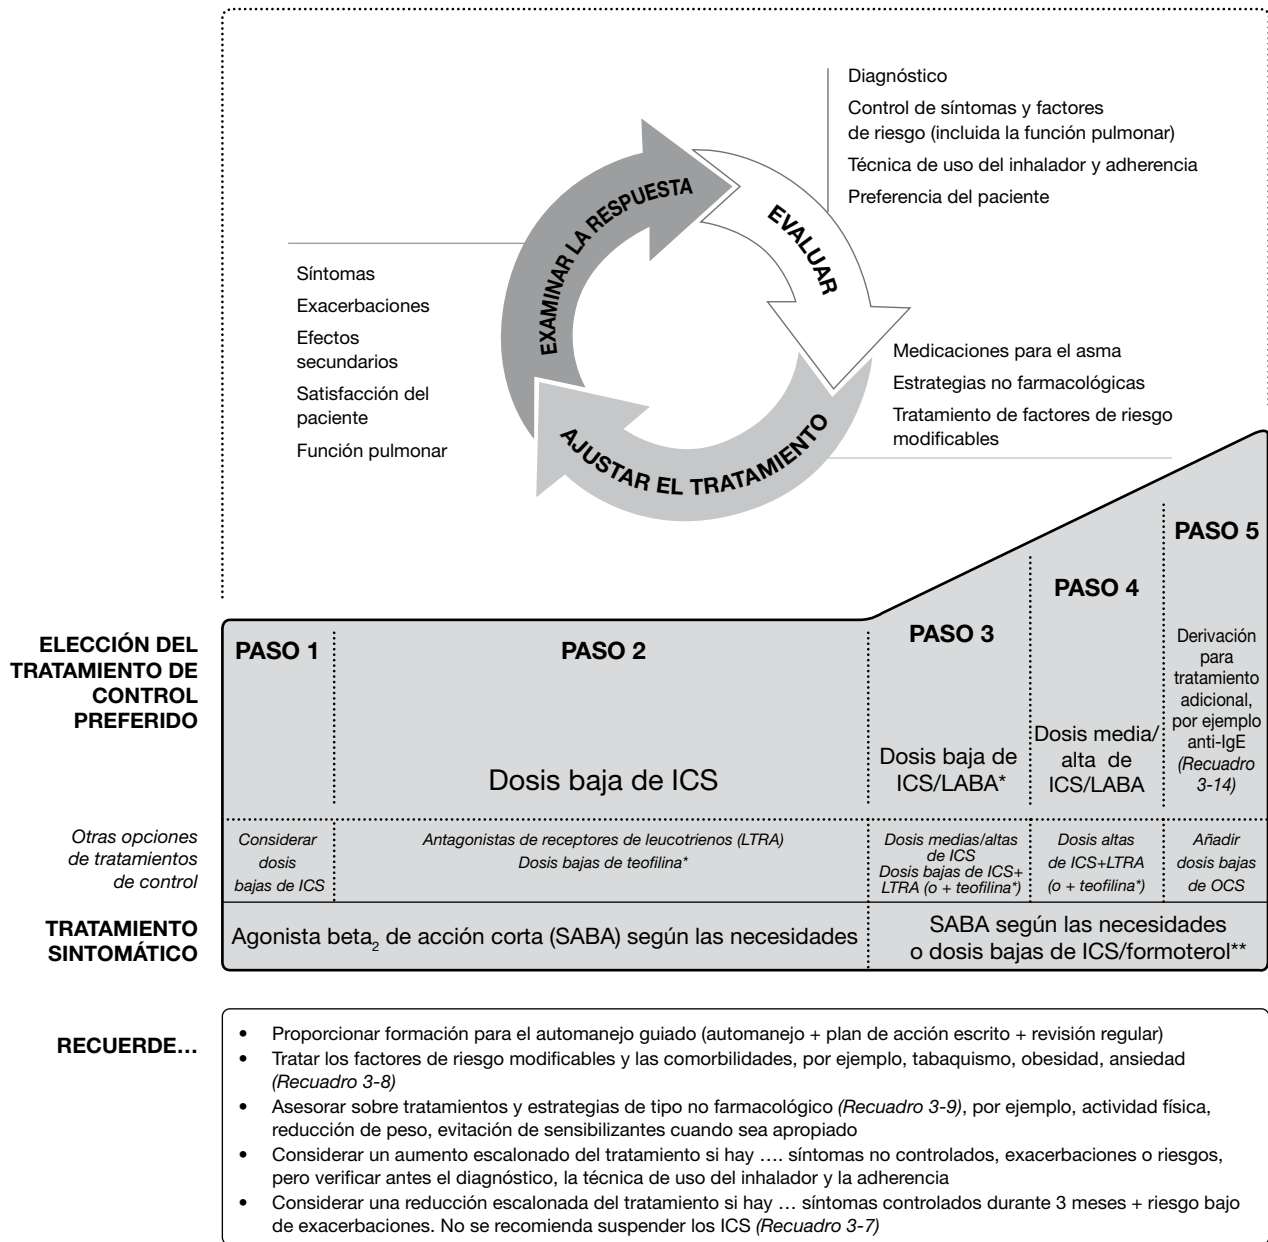 Diagnóstico
Control de síntomas y factores
de riesgo (incluida la función pulmonar)
Técnica de uso del inhalador y adherencia
Preferencia del paciente
EXAMINAR LA RESPUESTA
EVALUAR
AJUSTAR EL TRATAMIENTO
Síntomas
Exacerbaciones
Efectos
secundarios
Satisfacción del
paciente
Función pulmonar
Medicaciones para el asma
Estrategias no farmacológicas
Tratamiento de factores de riesgo
modificables
ELECCIÓN DEL
TRATAMIENTO DE
CONTROL
PREFERIDO
PASO 1
PASO 2
Dosis baja de ICS
PASO 3
Dosis baja de
ICS/LABA*
PASO 4
Dosis media/
alta de
ICS/LABA
PASO 5
Derivación
para
tratamiento
adicional,
por ejemplo
anti-IgE
(Recuadro
3-14)
Otras opciones
de tratamientos
de control
Considerar
dosis
bajas de ICS
Antagonistas de receptores de leucotrienos (LTRA)
Dosis bajas de teofilina*
Dosis medias/altas
de ICS
Dosis bajas de ICS+
LTRA (o + teofilina*)
Dosis altas
de ICS+LTRA
(o + teofilina*)
Añadir
dosis bajas
de OCS
TRATAMIENTO
SINTOMÁTICO
Agonista beta2 de acción corta (SABA) según las necesidades
SABA según las necesidades
o dosis bajas de ICS/formoterol**
RECUERDE…
• Proporcionar formación para el automanejo guiado (automanejo + plan de acción escrito + revisión regular)
• Tratar los factores de riesgo modificables y las comorbilidades, por ejemplo, tabaquismo, obesidad, ansiedad
(Recuadro 3-8)
• Asesorar sobre tratamientos y estrategias de tipo no farmacológico (Recuadro 3-9), por ejemplo, actividad física,
reducción de peso, evitación de sensibilizantes cuando sea apropiado
• Considerar un aumento escalonado del tratamiento si hay …. síntomas no controlados, exacerbaciones o riesgos,
pero verificar antes el diagnóstico, la técnica de uso del inhalador y la adherencia
• Considerar una reducción escalonada del tratamiento si hay … síntomas controlados durante 3 meses + riesgo bajo
de exacerbaciones. No se recomienda suspender los ICS (Recuadro 3-7)